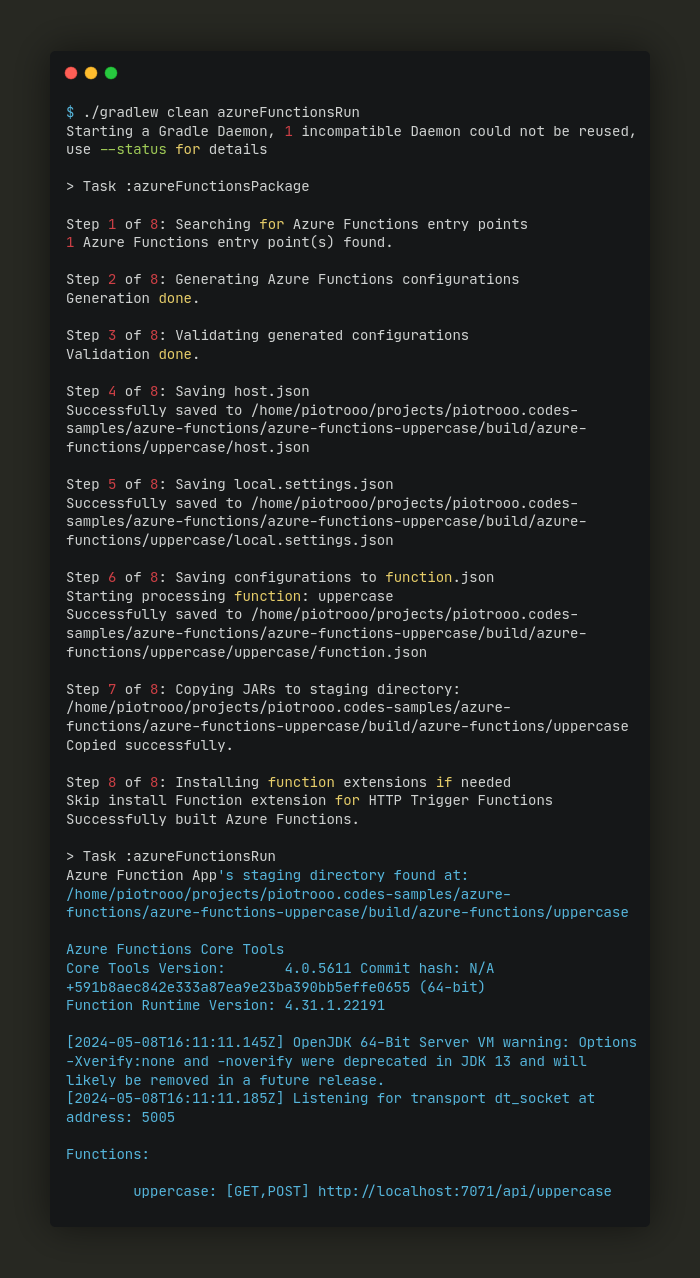 $ ./gradlew clean azureFunctionsRun
Starting a Gradle Daemon, 1 incompatible Daemon could not be reused,
use --status for details
> Task :azureFunctionsPackage
Step 1 of 8: Searching for Azure Functions entry points
1 Azure Functions entry point(s) found.
Step 2 of 8: Generating Azure Functions configurations
Generation done.
Step 3 of 8: Validating generated configurations
Validation done.
Step 4 of 8: Saving host.json
Successfully saved to /home/piotrooo/projects/piotrooo.codes-
samples/azure-functions/azure-functions-uppercase/build/azure-
functions/uppercase/host.json
Step 5 of 8: Saving local.settings.json
Successfully saved to /home/piotrooo/projects/piotrooo.codes-
samples/azure-functions/azure-functions-uppercase/build/azure-
functions/uppercase/local.settings.json
Step 6 of 8: Saving configurations to function.json
Starting processing function: uppercase
Successfully saved to /home/piotrooo/projects/piotrooo.codes-
samples/azure-functions/azure-functions-uppercase/build/azure-
functions/uppercase/uppercase/function.json
Step 7 of 8: Copying JARs to staging directory:
/home/piotrooo/projects/piotrooo.codes-samples/azure-
functions/azure-functions-uppercase/build/azure-functions/uppercase
Copied successfully.
Step 8 of 8: Installing function extensions if needed
Skip install Function extension for HTTP Trigger Functions
Successfully built Azure Functions.
> Task :azureFunctionsRun
Azure Function App's staging directory found at:
/home/piotrooo/projects/piotrooo.codes-samples/azure-
functions/azure-functions-uppercase/build/azure-functions/uppercase
Azure Functions Core Tools
Core Tools Version:       4.0.5611 Commit hash: N/A
+591b8aec842e333a87ea9e23ba390bb5effe0655 (64-bit)
Function Runtime Version: 4.31.1.22191
[2024-05-08T16:11:11.145Z] OpenJDK 64-Bit Server VM warning: Options
-Xverify:none and -noverify were deprecated in JDK 13 and will
likely be removed in a future release.
[2024-05-08T16:11:11.185Z] Listening for transport dt_socket at
address: 5005
Functions:
uppercase: [GET,POST] http://localhost:7071/api/uppercase